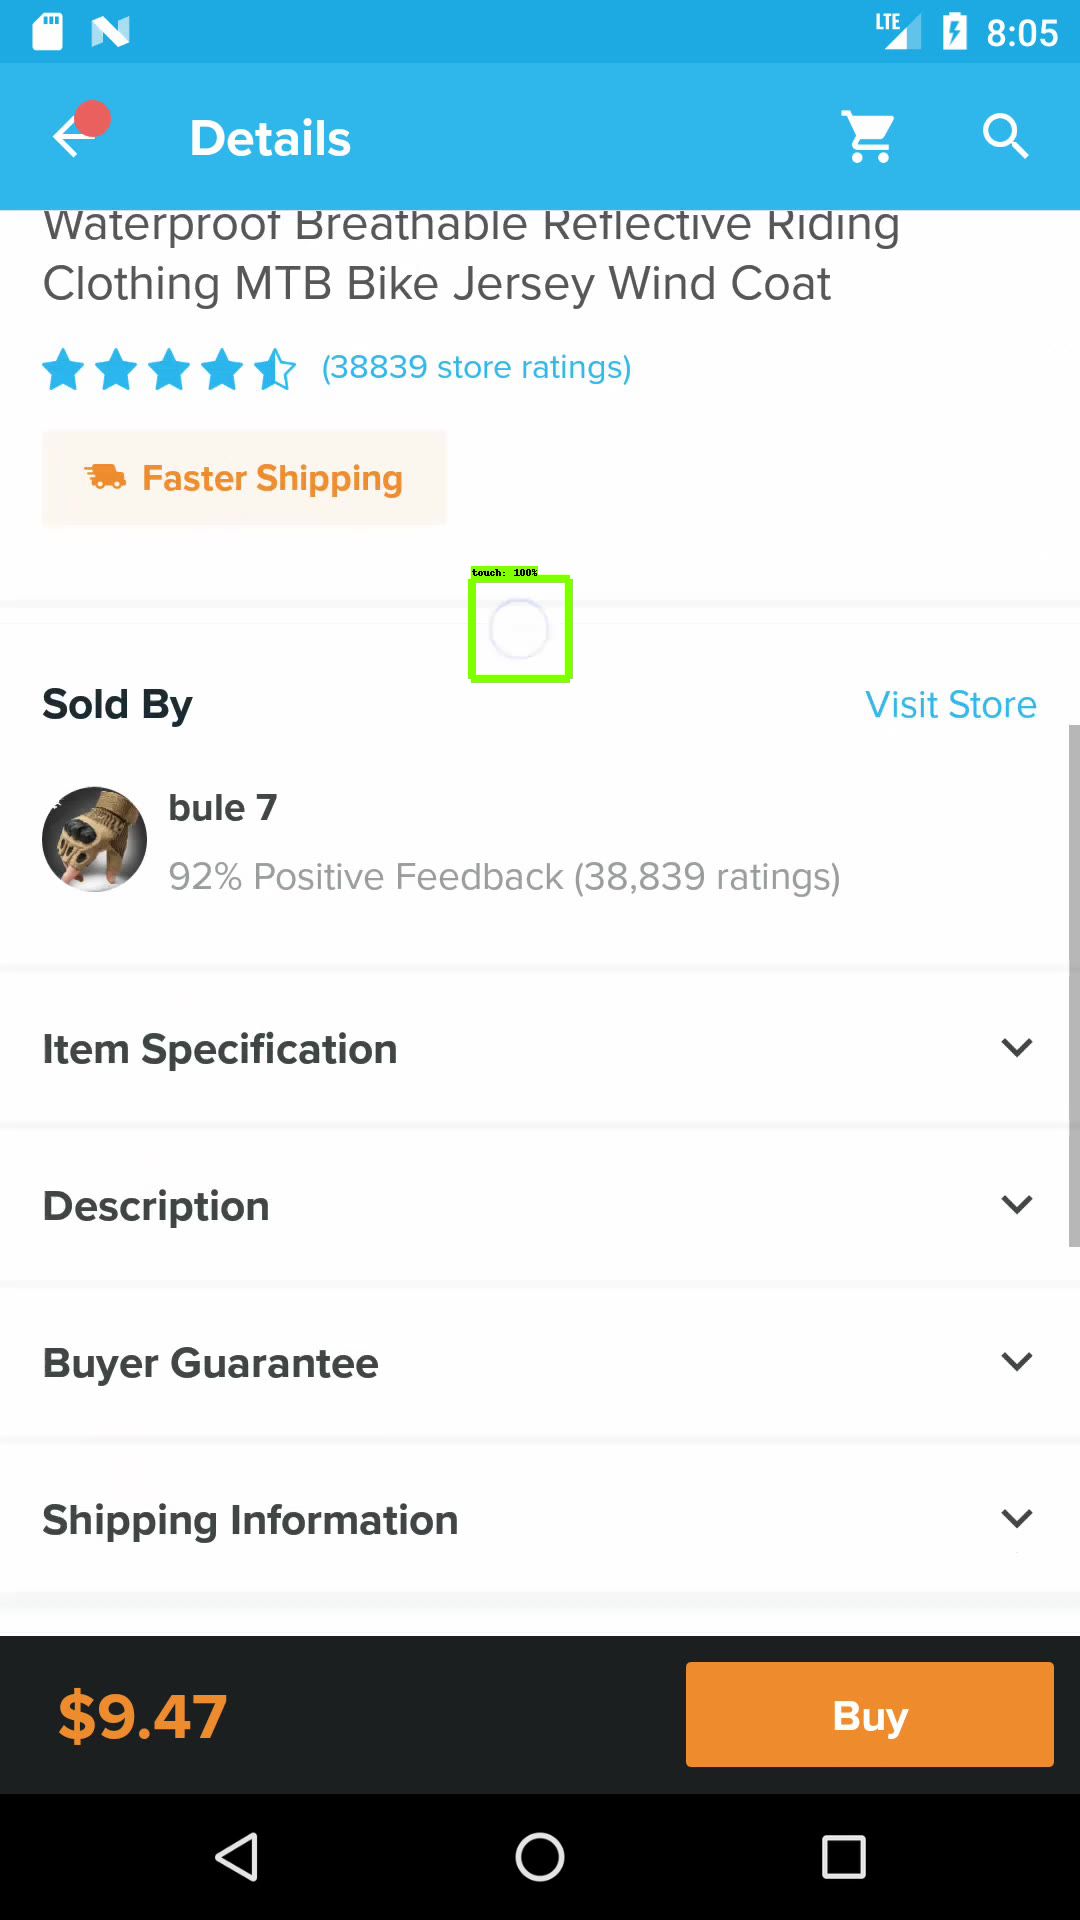 LTE 8:05
Details
Waterproof Breathable Reflective Riding
Clothing MTB Bike Jersey Wind Coat
(38839 store ratings)
Faster Shipping
touch: 100%
Sold By
Visit Store
bule 7
92% Positive Feedback (38,839 ratings)
Item Specification
Description
Buyer Guarantee
Shipping Information
$9.47
Buy